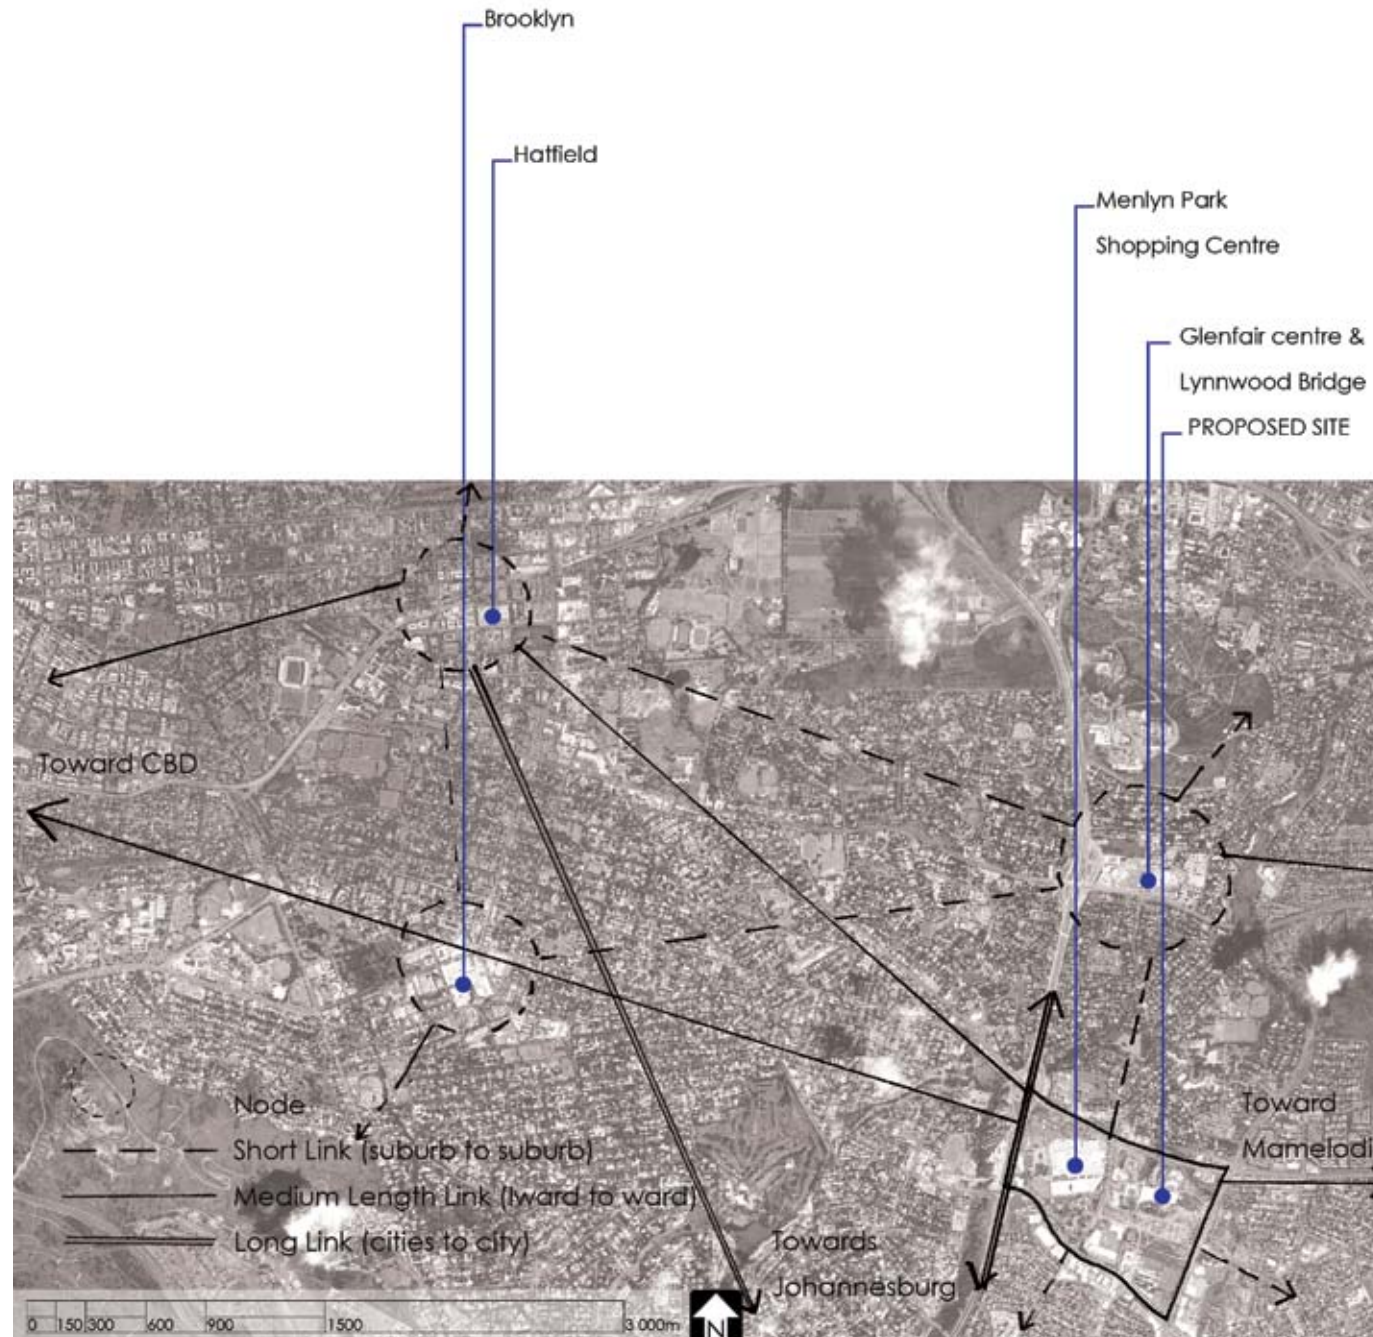 Brooklyn
Hatfield
Menlyn Park
Shopping Centre
Glenfair centre &
Lynnwood Bridge
PROPOSED SITE
Toward CBD
Toward
Mamelodi
Node
Short Link (suburb to suburb)
Medium Length Link (lward to ward)
Long Link (cities to city)
Towards
Johannesburg
0 150 300 600 900 1500 3 000m
N